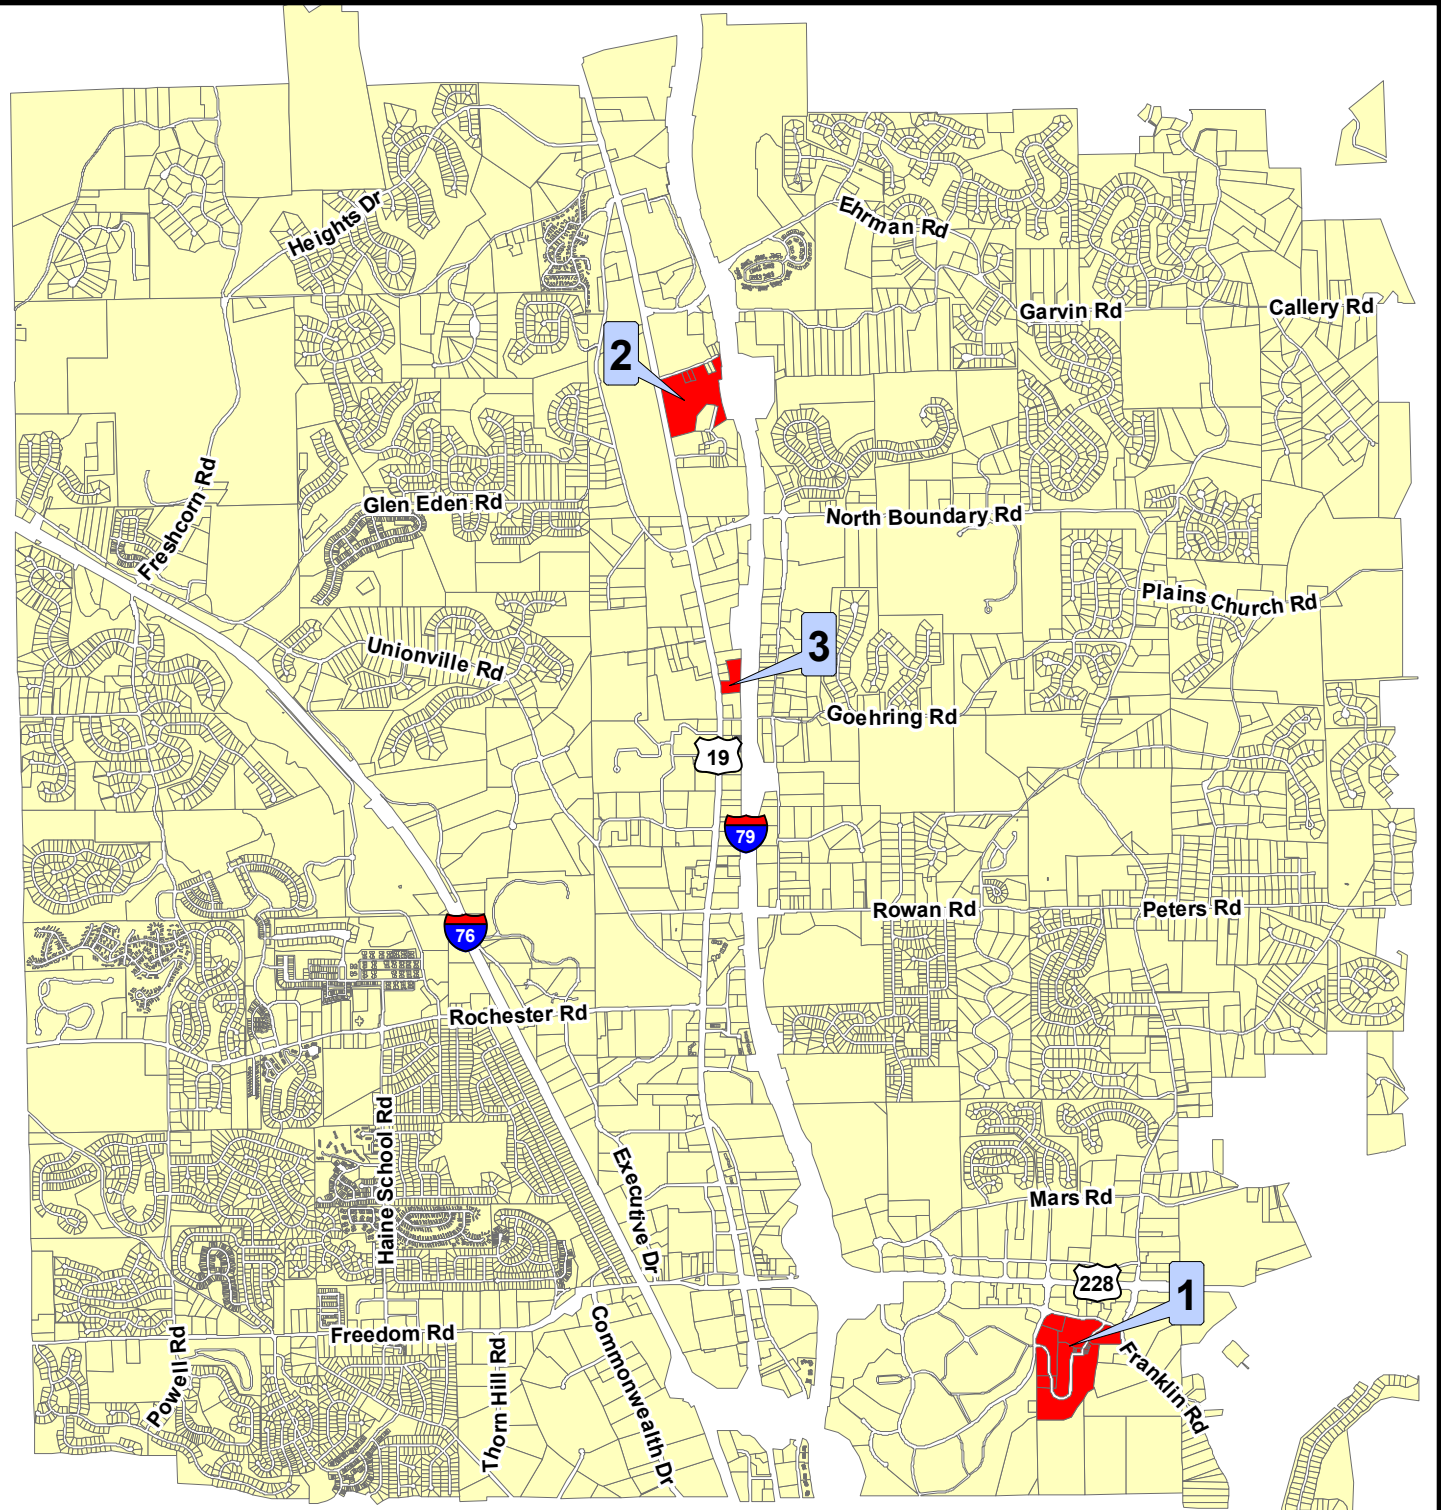 Heights Dr
Ehrman Rd
Garvin Rd
Callery Rd
2
Freshcorn Rd
Glen Eden Rd
North Boundary Rd
Plains Church Rd
Unionville Rd
3
Goehring Rd
19
79
76
Rowan Rd
Peters Rd
Rochester Rd
Haine School Rd
Executive Dr
Mars Rd
228
1
Freedom Rd
Powell Rd
Thorn Hill Rd
Commonwealth Dr
Franklin Rd